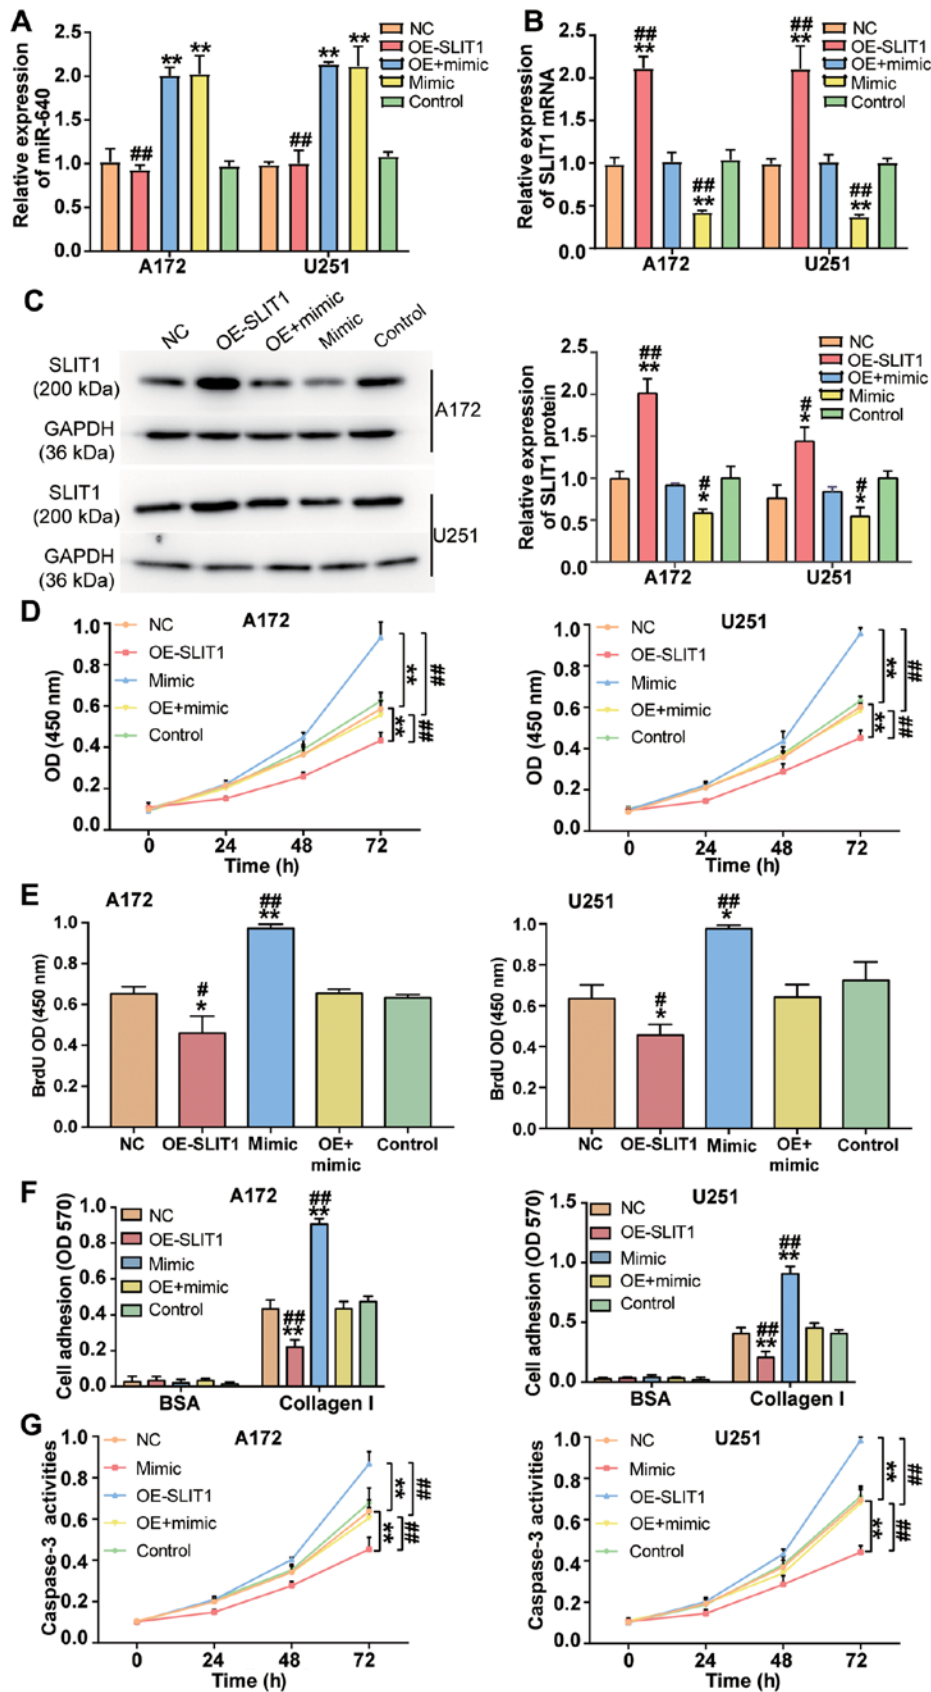 A
Relative expression
of miR-640
2.5
2.0
1.5
1.0
0.5
0.0
##
**
**
##
**
**
NC
OE-SLIT1
OE+mimic
Mimic
Control
A172
U251
B
Relative expression
of SLIT1 mRNA
2.5
2.0
1.5
1.0
0.5
0.0
##
**
##
**
##
**
##
**
NC
OE-SLIT1
OE+mimic
Mimic
Control
A172
U251
C
NC
OE-SLIT1
OE+mimic
Mimic
Control
SLIT1
(200 kDa)
GAPDH
(36 kDa)
A172
SLIT1
(200 kDa)
GAPDH
(36 kDa)
U251
Relative expression
of SLIT1 protein
2.5
2.0
1.5
1.0
0.5
0.0
##
**
#
*
#
*
#
*
NC
OE-SLIT1
OE+mimic
Mimic
Control
A172
U251
D
A172
OD (450 nm)
1.0
0.8
0.6
0.4
0.2
0.0
NC
OE-SLIT1
Mimic
OE+mimic
Control
**
##
**
##
0
24
48
72
Time (h)
U251
OD (450 nm)
1.0
0.8
0.6
0.4
0.2
0.0
NC
OE-SLIT1
Mimic
OE+mimic
Control
**
##
**
##
0
24
48
72
Time (h)
E
A172
BrdU OD (450 nm)
1.0
0.8
0.6
0.4
0.2
0.0
#
*
##
**
NC
OE-SLIT1
Mimic
OE+
mimic
Control
U251
BrdU OD (450 nm)
1.0
0.8
0.6
0.4
0.2
0.0
#
*
##
*
NC
OE-SLIT1
Mimic
OE+
mimic
Control
F
A172
Cell adhesion (OD 570)
1.0
0.8
0.6
0.4
0.2
0.0
NC
OE-SLIT1
Mimic
OE+mimic
Control
##
**
##
**
BSA
Collagen I
U251
Cell adhesion (OD 570)
1.5
1.0
0.5
0.0
NC
OE-SLIT1
Mimic
OE+mimic
Control
##
**
##
**
BSA
Collagen I
G
A172
Caspase-3 activities
1.0
0.8
0.6
0.4
0.2
0.0
NC
Mimic
OE-SLIT1
OE+mimic
Control
**
##
**
##
0
24
48
72
Time (h)
U251
Caspase-3 activities
1.0
0.8
0.6
0.4
0.2
0.0
NC
Mimic
OE-SLIT1
OE+mimic
Control
**
##
**
##
0
24
48
72
Time (h)